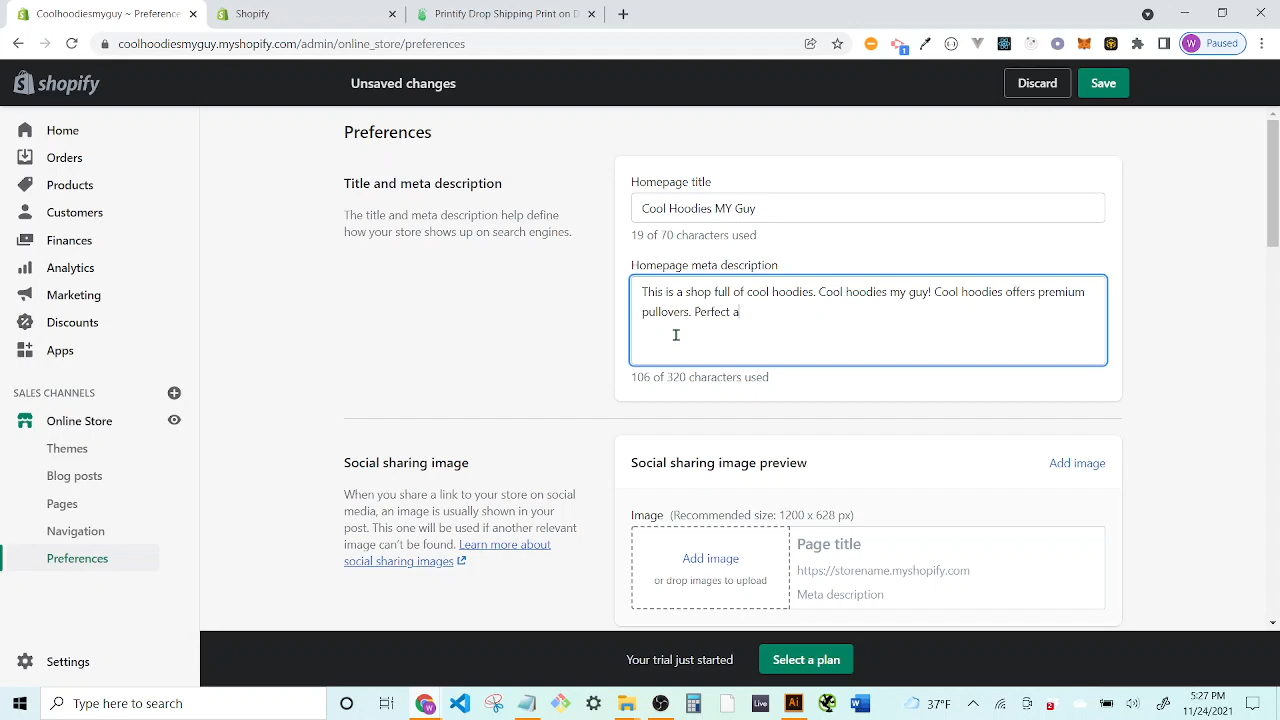 Coolhoodiesmyguy ~ Preference
Shopify
Printify Drop Shipping Print on D
coolhoodiesmyguy.myshopify.com/admin/online_store/preferences
1
W Paused
shopify
Unsaved changes
Discard
Save
Home
Orders
Products
Customers
Finances
Analytics
Marketing
Discounts
Apps
SALES CHANNELS
Online Store
Themes
Blog posts
Pages
Navigation
Preferences
Settings
Preferences
Title and meta description
The title and meta description help define
how your store shows up on search engines.
Homepage title
Cool Hoodies MY Guy
19 of 70 characters used
Homepage meta description
This is a shop full of cool hoodies. Cool hoodies my guy! Cool hoodies offers premium
pullovers. Perfect a
106 of 320 characters used
Social sharing image
When you share a link to your store on social
media, an image is usually shown in your
post. This one will be used if another relevant
image can't be found. Learn more about
social sharing images
Social sharing image preview
Add image
Image (Recommended size: 1200 x 628 px)
Add image
or drop images to upload
Page title
https://storename.myshopify.com
Meta description
Your trial just started
Select a plan
Type here to search
Live
Ai
37°F
5:27 PM
11/24/2021